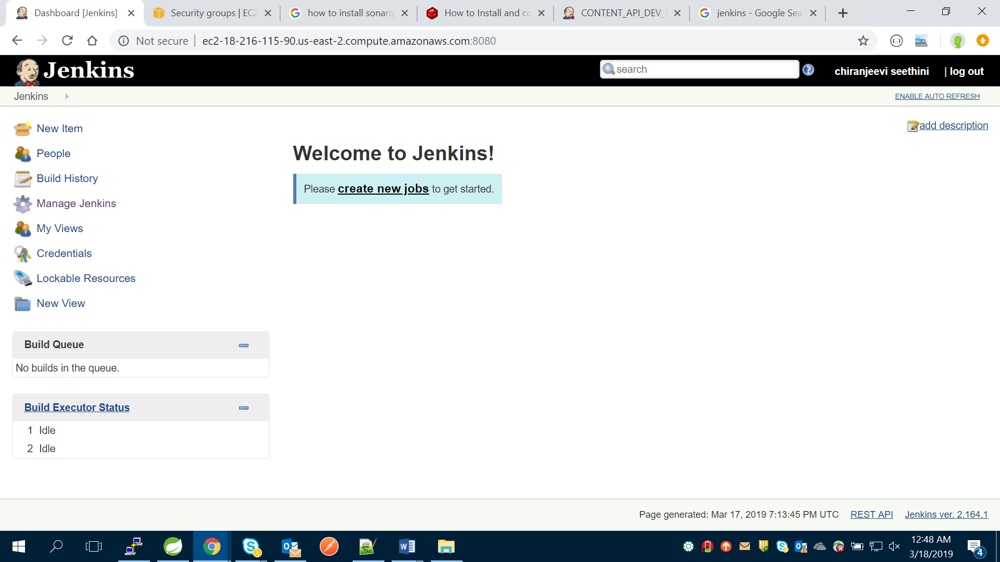 Dashboard [Jenkins]
Security groups | EC2
how to install sonarq
How to Install and co
CONTENT_API_DEV_
jenkins - Google Sea
Not secure
ec2-18-216-115-90.us-east-2.compute.amazonaws.com:8080
Jenkins
search
?
chiranjeevi seethini
| log out
Jenkins
ENABLE AUTO REFRESH
New Item
add description
People
Welcome to Jenkins!
Build History
Please create new jobs to get started.
Manage Jenkins
My Views
Credentials
Lockable Resources
New View
Build Queue
No builds in the queue.
Build Executor Status
1 Idle
2 Idle
Page generated: Mar 17, 2019 7:13:45 PM UTC
REST API
Jenkins ver. 2.164.1
12:48 AM
3/18/2019
4